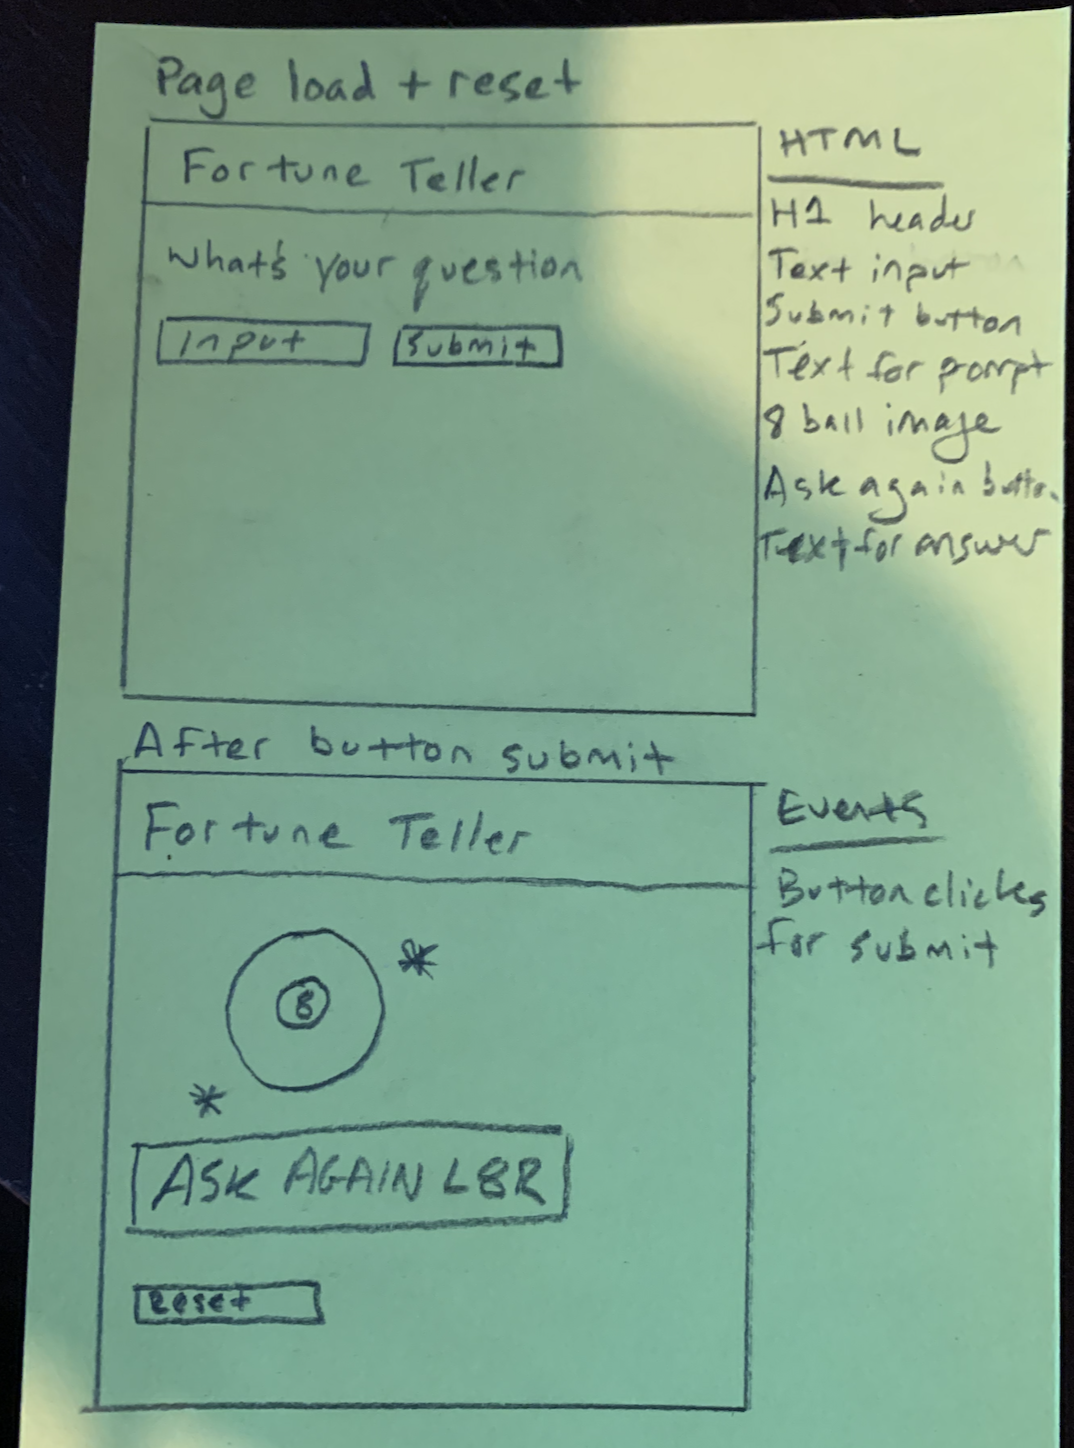 Page load + reset
Fortune Teller
What's your question
Input
Submit
HTML
H1 header
Text input
Submit button
Text for prompt
8 ball image
Ask again button
Text for answer
After button submit
Fortune Teller
8
ASK AGAIN L8R
Reset
Events
Button clicks
for submit